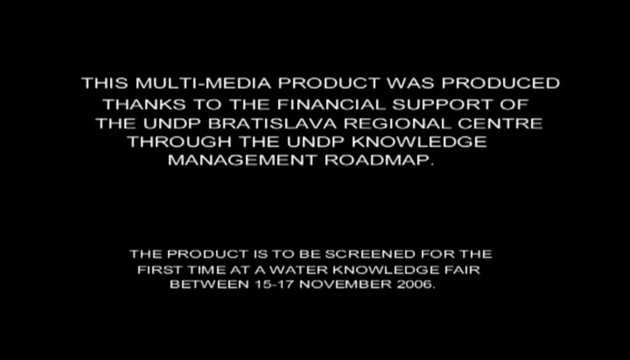 THIS MULTI-MEDIA PRODUCT WAS PRODUCED
THANKS TO THE FINANCIAL SUPPORT OF
THE UNDP BRATISLAVA REGIONAL CENTRE
THROUGH THE UNDP KNOWLEDGE
MANAGEMENT ROADMAP.
THE PRODUCT IS TO BE SCREENED FOR THE
FIRST TIME AT A WATER KNOWLEDGE FAIR
BETWEEN 15-17 NOVEMBER 2006.